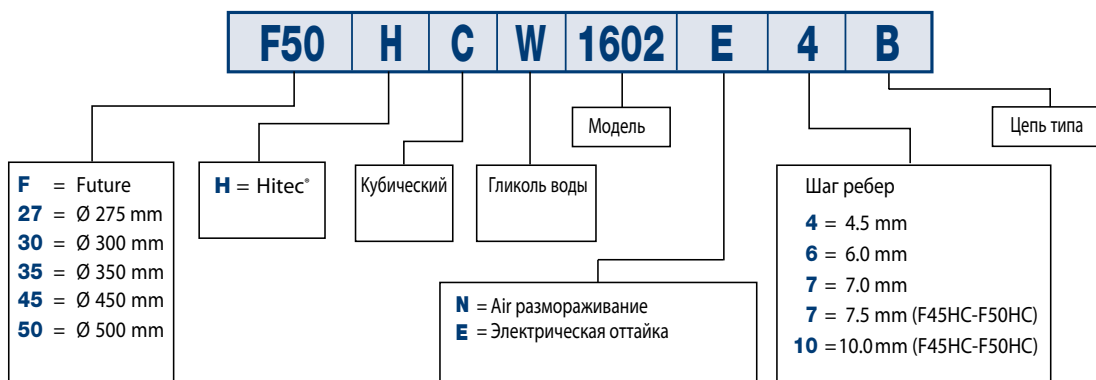 F50 H C W 1602 E 4 B
Модель
Цепь типа
F = Future
27 = Ø 275 mm
30 = Ø 300 mm
35 = Ø 350 mm
45 = Ø 450 mm
50 = Ø 500 mm
H = Hitec®
Кубический
Гликоль воды
N = Air размораживание
E = Электрическая оттайка
Шаг ребер
4 = 4.5 mm
6 = 6.0 mm
7 = 7.0 mm
7 = 7.5 mm (F45HC-F50HC)
10 = 10.0 mm (F45HC-F50HC)